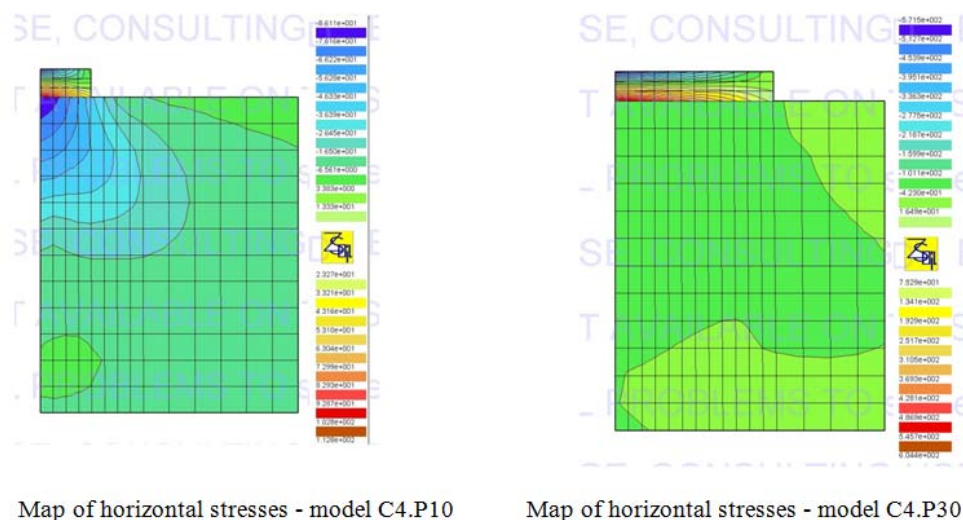 SE, CONSULTING
-8.611e+001
-7.616e+001
-6.622e+001
-5.628e+001
-4.633e+001
-3.639e+001
-2.645e+001
-1.650e+001
-6.561e+000
3.383e+000
1.333e+001
2.327e+001
3.321e+001
4.316e+001
5.310e+001
6.304e+001
7.299e+001
8.293e+001
9.287e+001
1.028e+002
1.128e+002
SE, CONSULTING
-5.715e+002
-5.127e+002
-4.539e+002
-3.951e+002
-3.363e+002
-2.775e+002
-2.187e+002
-1.599e+002
-1.011e+002
-4.230e+001
1.649e+001
7.529e+001
1.341e+002
1.929e+002
2.517e+002
3.105e+002
3.693e+002
4.281e+002
4.869e+002
5.457e+002
6.044e+002
Map of horizontal stresses - model C4.P10
Map of horizontal stresses - model C4.P30